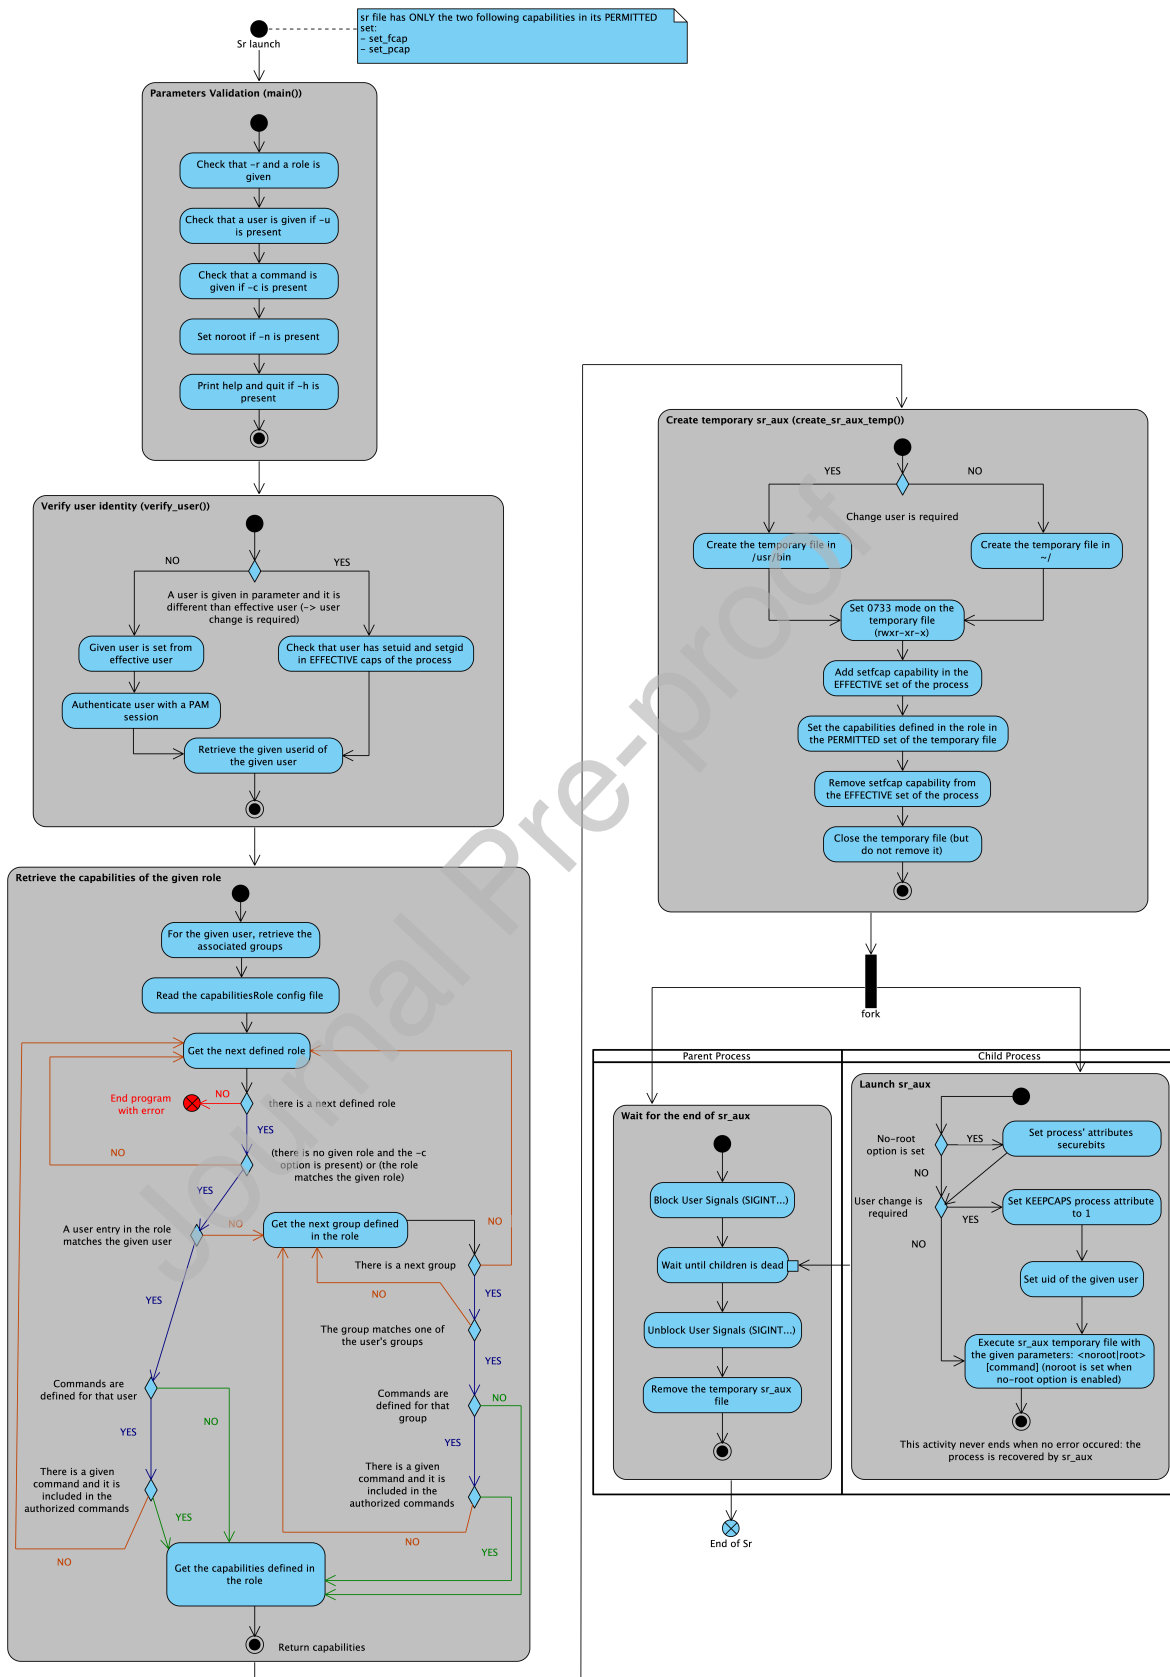 sr file has ONLY the two following capabilities in its PERMITTED
set:
- set_fcap
- set_pcap
Sr launch
Parameters Validation (main())
Check that -r and a role is
given
Check that a user is given if -u
is present
Check that a command is
given if -c is present
Set noroot if -n is present
Print help and quit if -h is
present
Verify user identity (verify_user())
NO
YES
A user is given in parameter and it is
different than effective user (-> user
change is required)
Given user is set from
effective user
Check that user has setuid and setgid
in EFFECTIVE caps of the process
Authenticate user with a PAM
session
Retrieve the given userid of
the given user
Retrieve the capabilities of the given role
For the given user, retrieve the
associated groups
Read the capabilitiesRole config file
Get the next defined role
End program
with error
NO
there is a next defined role
YES
NO
(there is no given role and the -c
option is present) or (the role
matches the given role)
YES
A user entry in the role
matches the given user
NO
Get the next group defined
in the role
NO
There is a next group
YES
NO
YES
The group matches one of
the user's groups
YES
Commands are
defined for that user
NO
Commands are
defined for that
group
NO
YES
YES
There is a given
command and it is
included in the
authorized commands
There is a given
command and it is
included in the
authorized commands
YES
NO
YES
NO
Get the capabilities defined in
the role
Return capabilities
Create temporary sr_aux (create_sr_aux_temp())
YES
NO
Change user is required
Create the temporary file in
/usr/bin
Create the temporary file in
~/
Set 0733 mode on the
temporary file
(rwxr-xr-x)
Add setfcap capability in the
EFFECTIVE set of the process
Set the capabilities defined in the role in
the PERMITTED set of the temporary file
Remove setfcap capability from
the EFFECTIVE set of the process
Close the temporary file (but
do not remove it)
fork
Parent Process
Child Process
Wait for the end of sr_aux
Block User Signals (SIGINT...)
Wait until children is dead
Unblock User Signals (SIGINT...)
Remove the temporary sr_aux
file
End of Sr
Launch sr_aux
No-root
option is set
YES
Set process' attributes
securebits
NO
User change is
required
YES
Set KEEPCAPS process attribute
to 1
NO
Set uid of the given user
Execute sr_aux temporary file with
the given parameters: <noroot|root>
[command] (noroot is set when
no-root option is enabled)
This activity never ends when no error occured: the
process is recovered by sr_aux
Journal Pre-proof